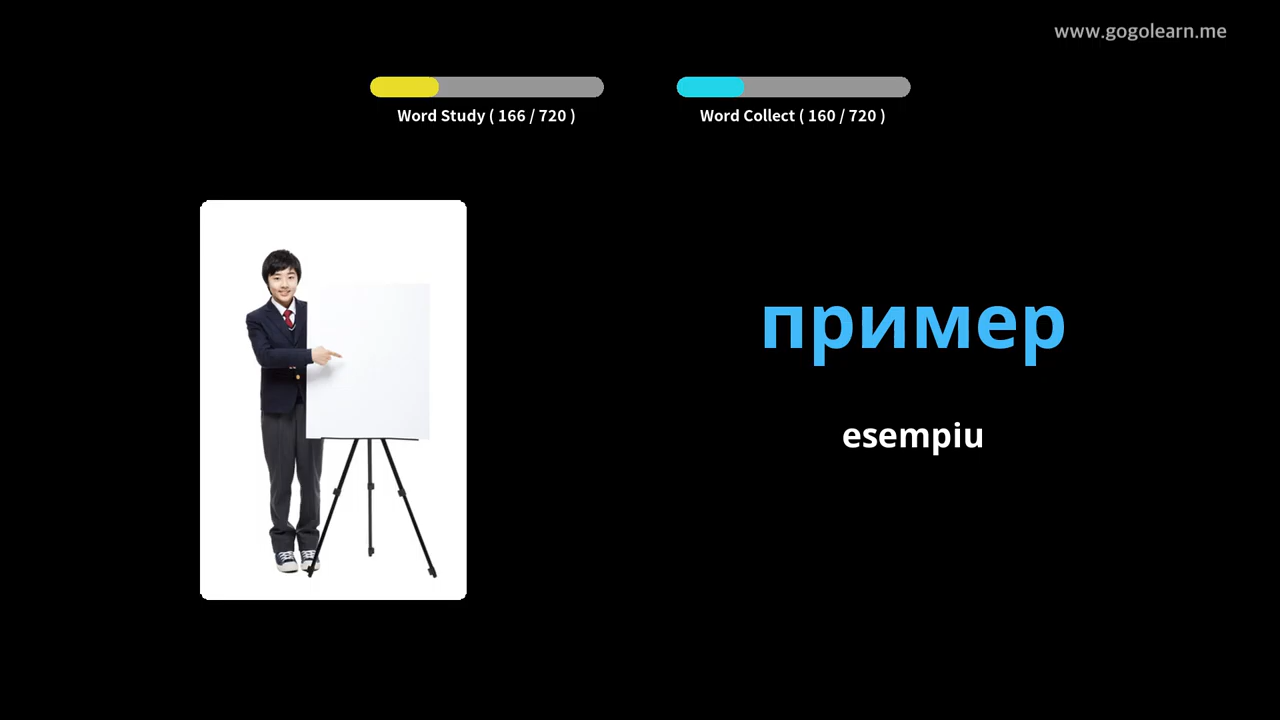 www.gogolearn.me
Word Study ( 166 / 720 )
Word Collect ( 160 / 720 )
пример
esempiu